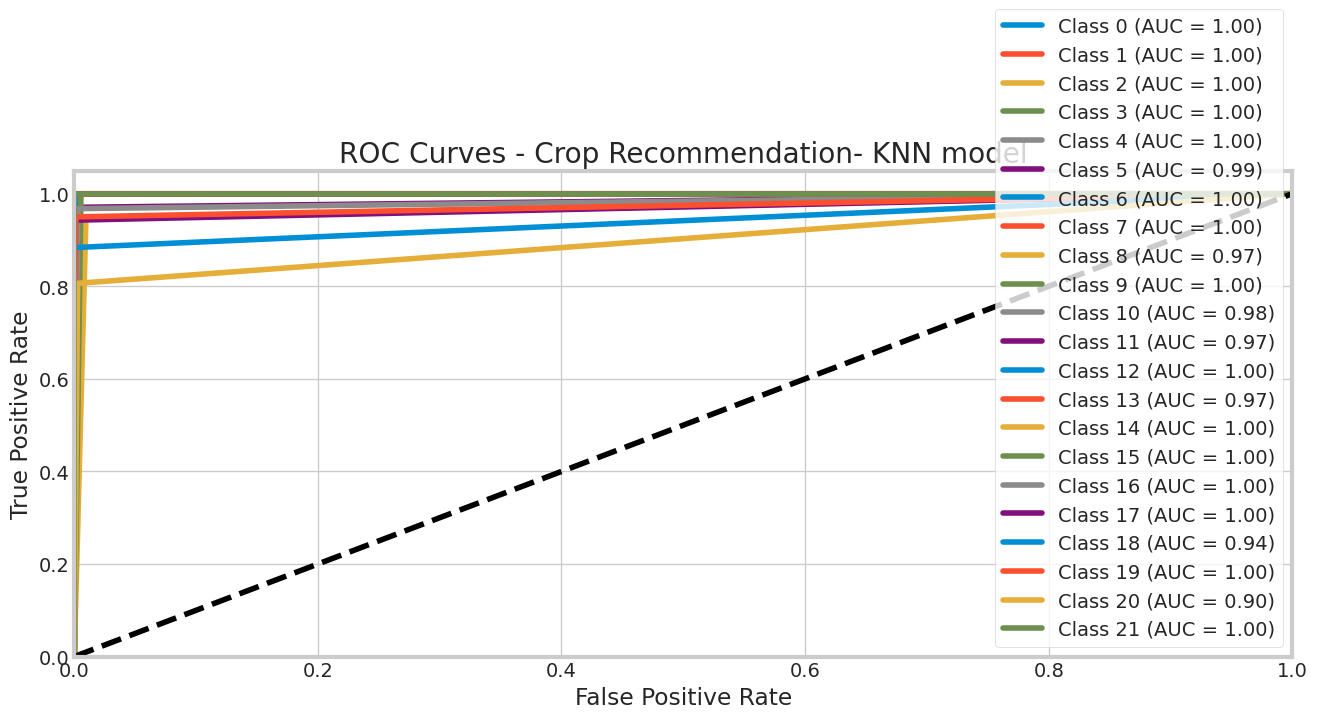 Class 0 (AUC = 1.00)
Class 1 (AUC = 1.00)
Class 2 (AUC = 1.00)
Class 3 (AUC = 1.00)
Class 4 (AUC = 1.00)
Class 5 (AUC = 0.99)
Class 6 (AUC = 1.00)
Class 7 (AUC = 1.00)
Class 8 (AUC = 0.97)
Class 9 (AUC = 1.00)
Class 10 (AUC = 0.98)
Class 11 (AUC = 0.97)
Class 12 (AUC = 1.00)
Class 13 (AUC = 0.97)
Class 14 (AUC = 1.00)
Class 15 (AUC = 1.00)
Class 16 (AUC = 1.00)
Class 17 (AUC = 1.00)
Class 18 (AUC = 0.94)
Class 19 (AUC = 1.00)
Class 20 (AUC = 0.90)
Class 21 (AUC = 1.00)
ROC Curves - Crop Recommendation- KNN model
True Positive Rate
1.0
0.8
0.6
0.4
0.2
0.0
0.0 0.2 0.4 0.6 0.8 1.0
False Positive Rate